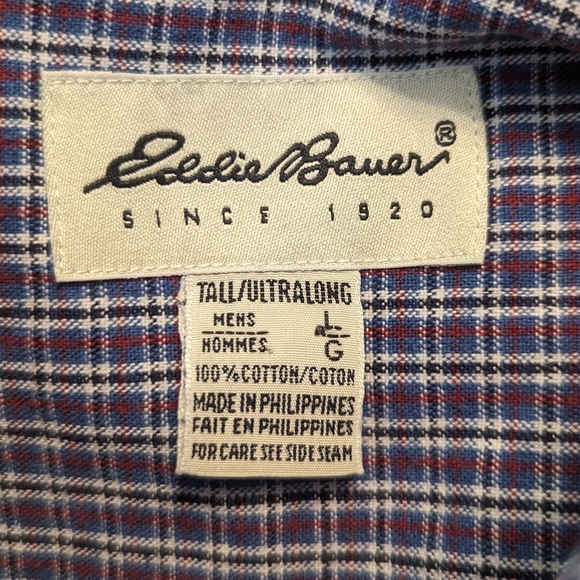 Eddie Bauer®
SINCE 1920
TALL/ULTRALONG
MENS L
HOMMES G
100% COTTON/COTON
MADE IN PHILIPPINES
FAIT EN PHILIPPINES
FOR CARE SEE SIDE SEAM